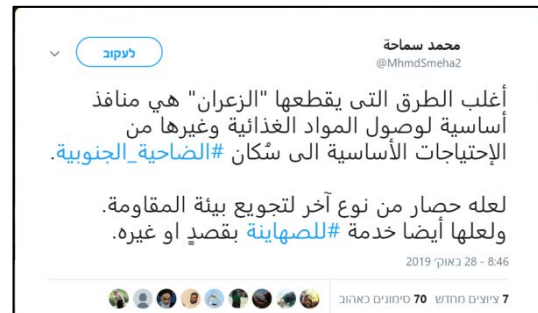 محمد سماحة
@MhmdSmeha2
לעקוב
أغلب الطرق التى يقطعها "الزعران" هي منافذ
أساسية لوصول المواد الغذائية وغيرها من
الإحتياجات الأساسية الى سُكان #الضاحية_الجنوبية.
لعله حصار من نوع آخر لتجويع بيئة المقاومة.
ولعلها أيضا خدمة #للصهاينة بقصدٍ او غيره.
8:46 - 28 באוק׳ 2019
7 ציוצים מחדש 70 סימונים כאהוב